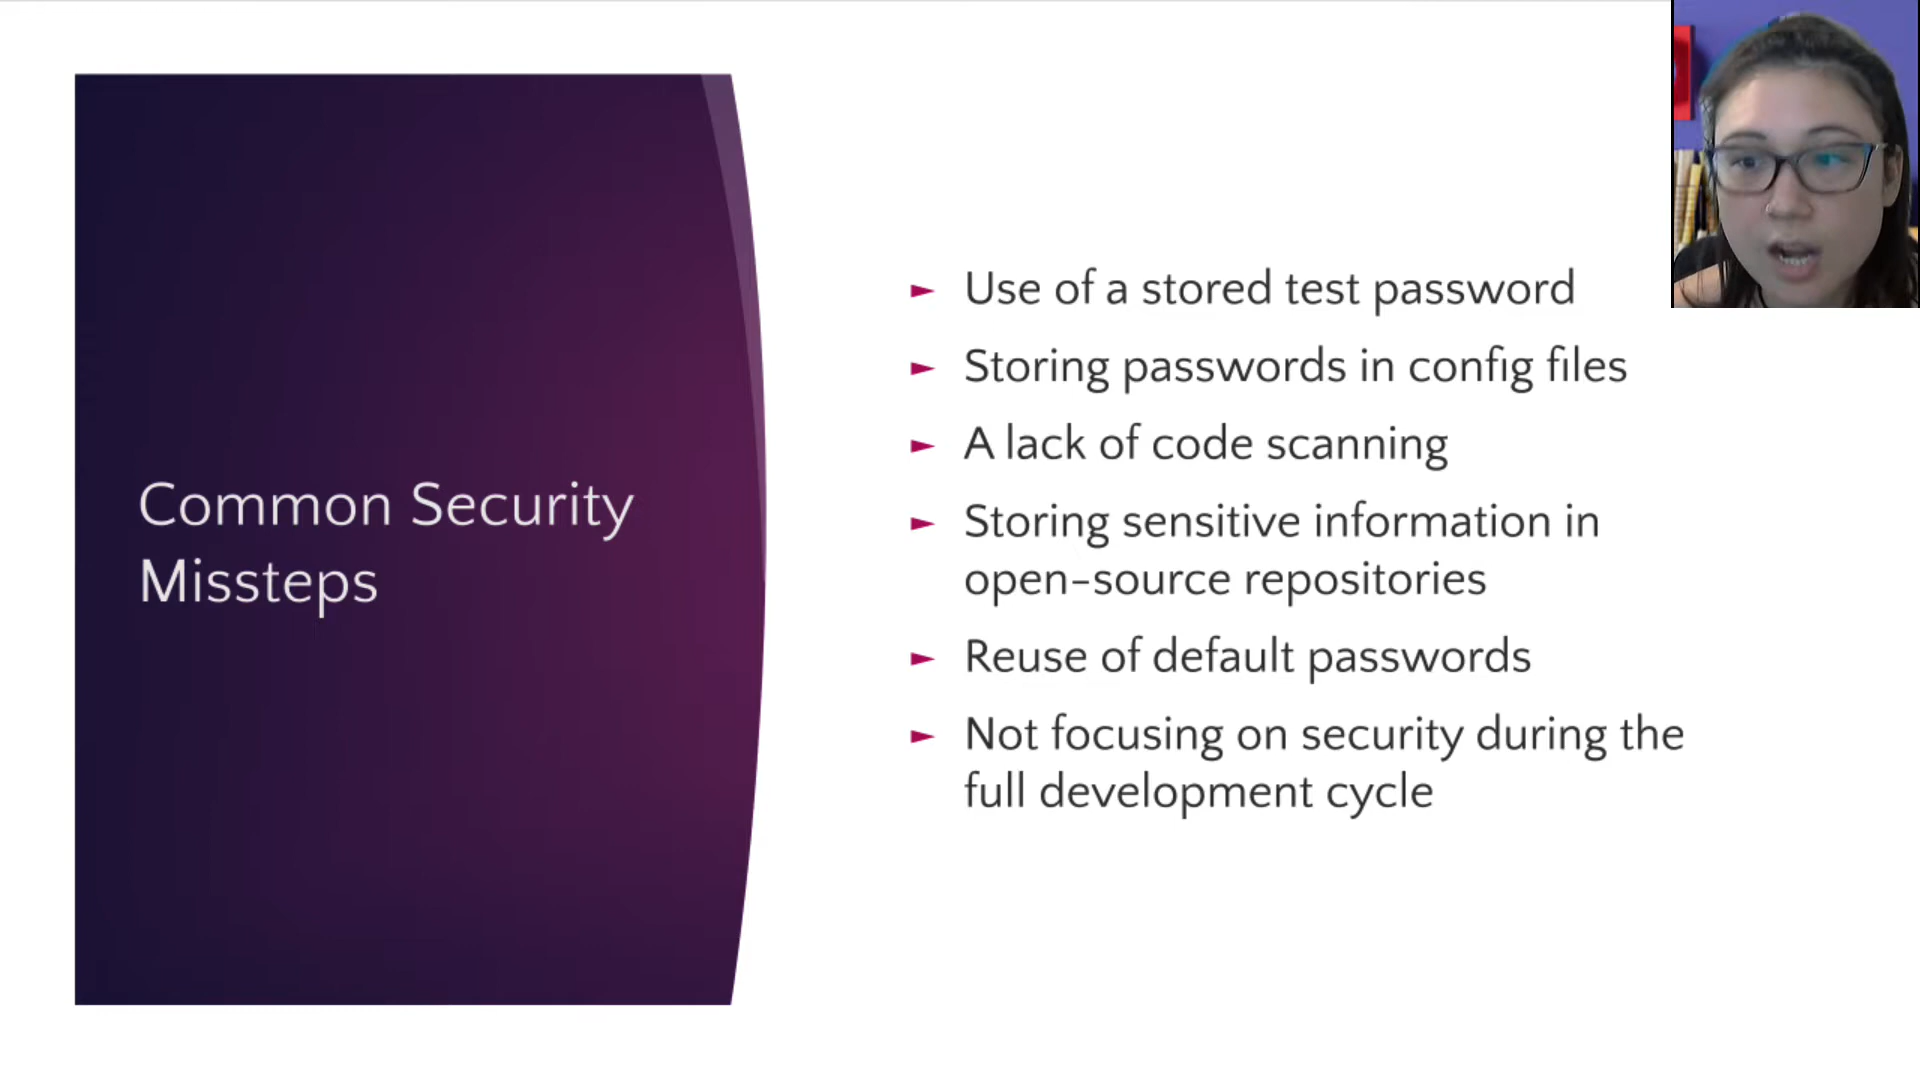 Common Security
Missteps
Use of a stored test password
Storing passwords in config files
A lack of code scanning
Storing sensitive information in
open-source repositories
Reuse of default passwords
Not focusing on security during the
full development cycle